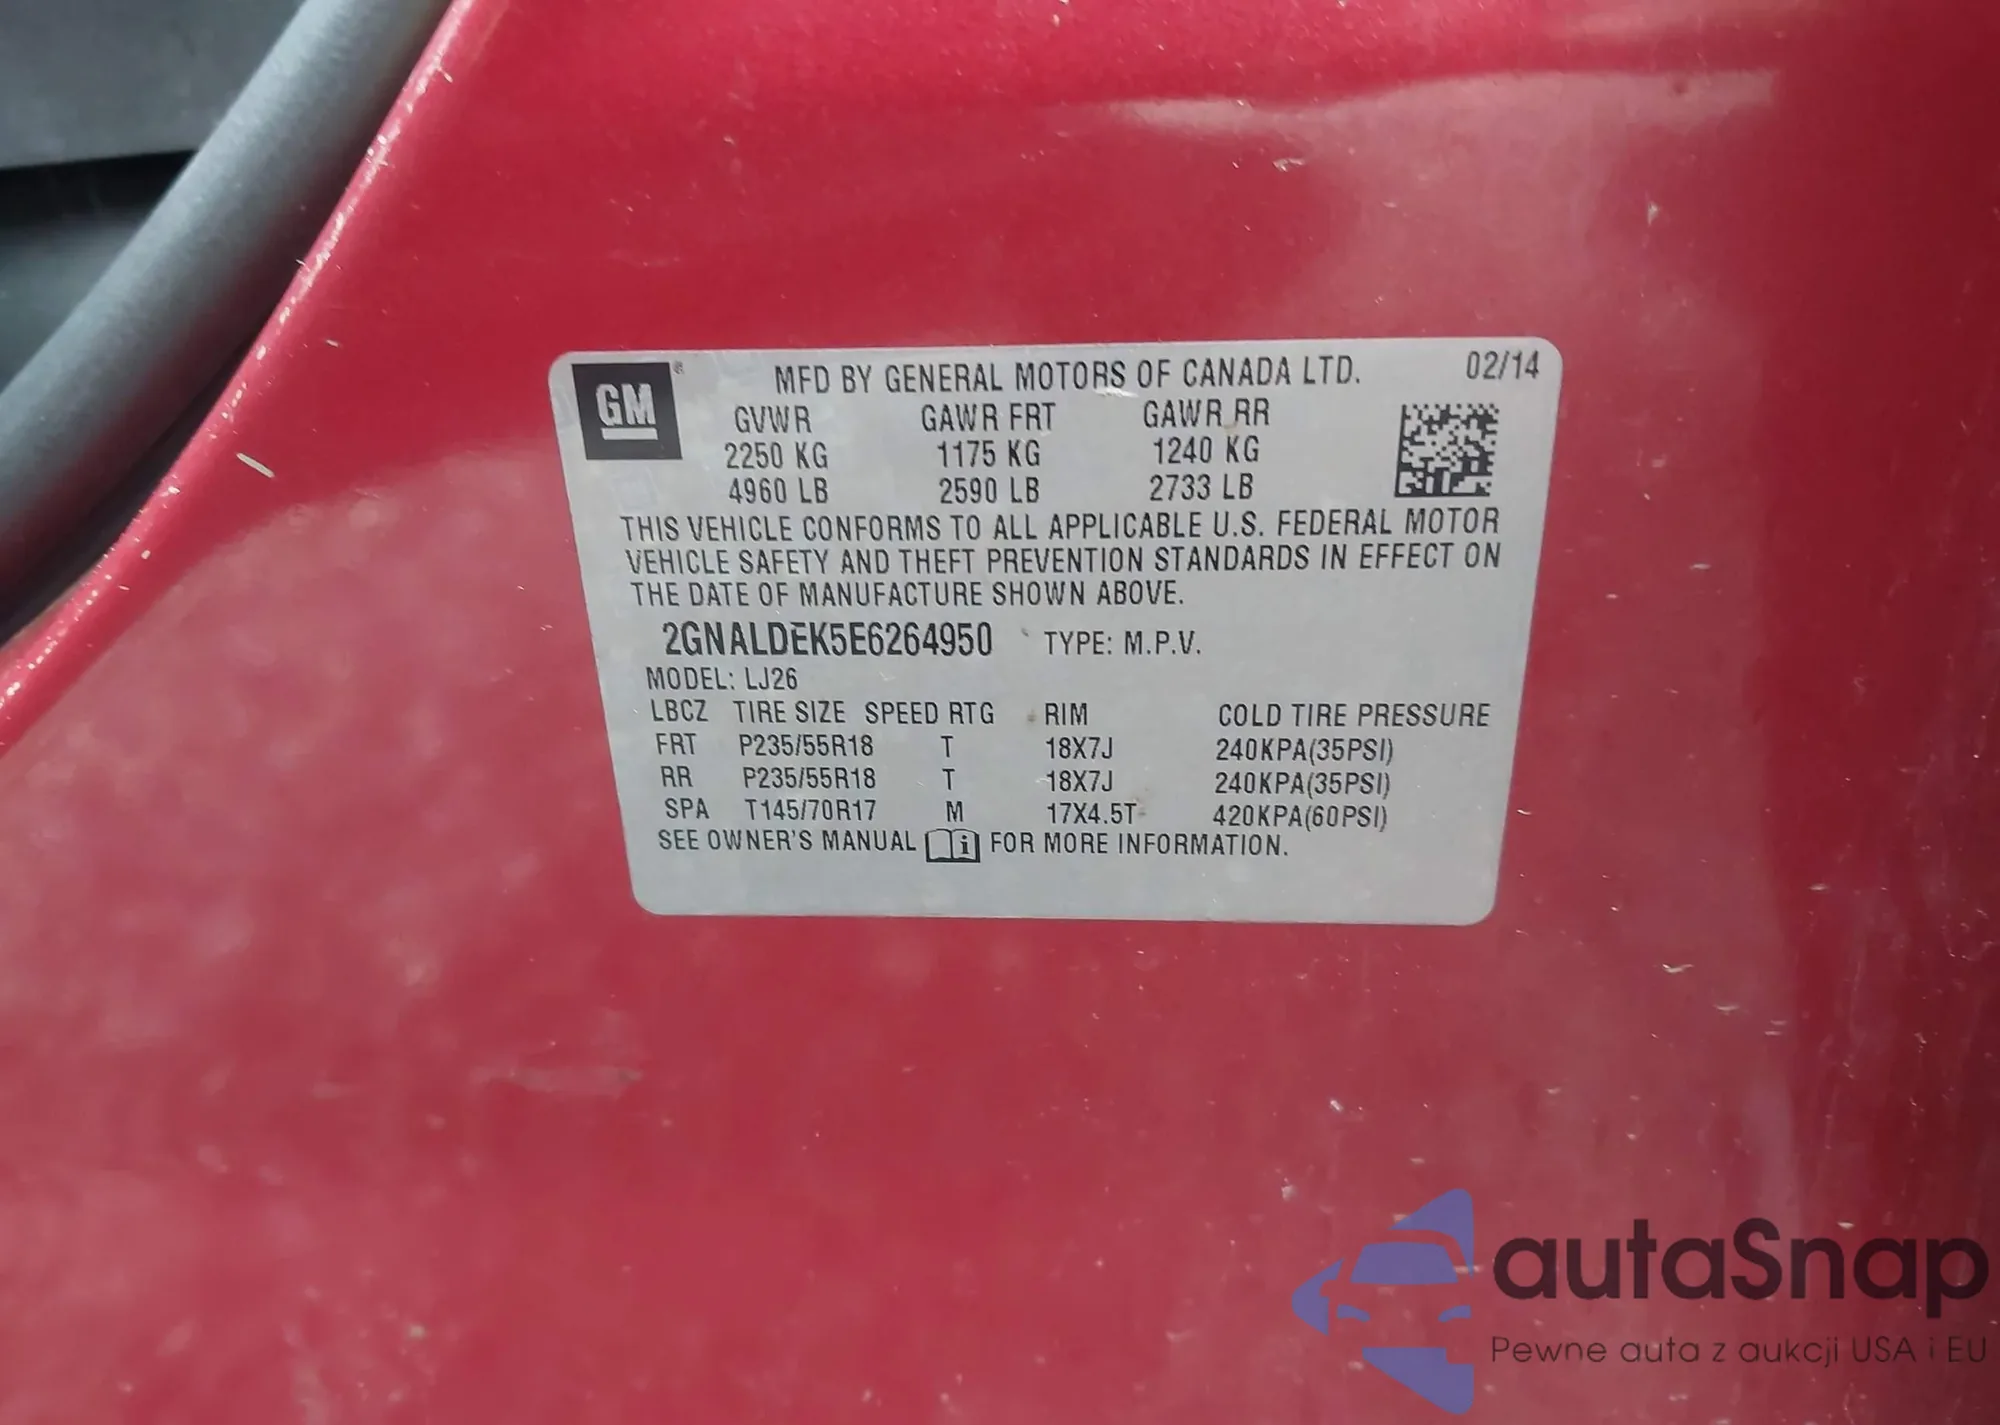 GM® MFD BY GENERAL MOTORS OF CANADA LTD. 02/14
GVWR GAWR FRT GAWR RR
2250 KG 1175 KG 1240 KG
4960 LB 2590 LB 2733 LB
THIS VEHICLE CONFORMS TO ALL APPLICABLE U.S. FEDERAL MOTOR
VEHICLE SAFETY AND THEFT PREVENTION STANDARDS IN EFFECT ON
THE DATE OF MANUFACTURE SHOWN ABOVE.
2GNALDEK5E6264950 TYPE: M.P.V.
MODEL: LJ26
LBCZ TIRE SIZE SPEED RTG RIM COLD TIRE PRESSURE
FRT P235/55R18 T 18X7J 240KPA(35PSI)
RR P235/55R18 T 18X7J 240KPA(35PSI)
SPA T145/70R17 M 17X4.5T 420KPA(60PSI)
SEE OWNER'S MANUAL i FOR MORE INFORMATION.
autaSnap
Pewne auta z aukcji USA i EU